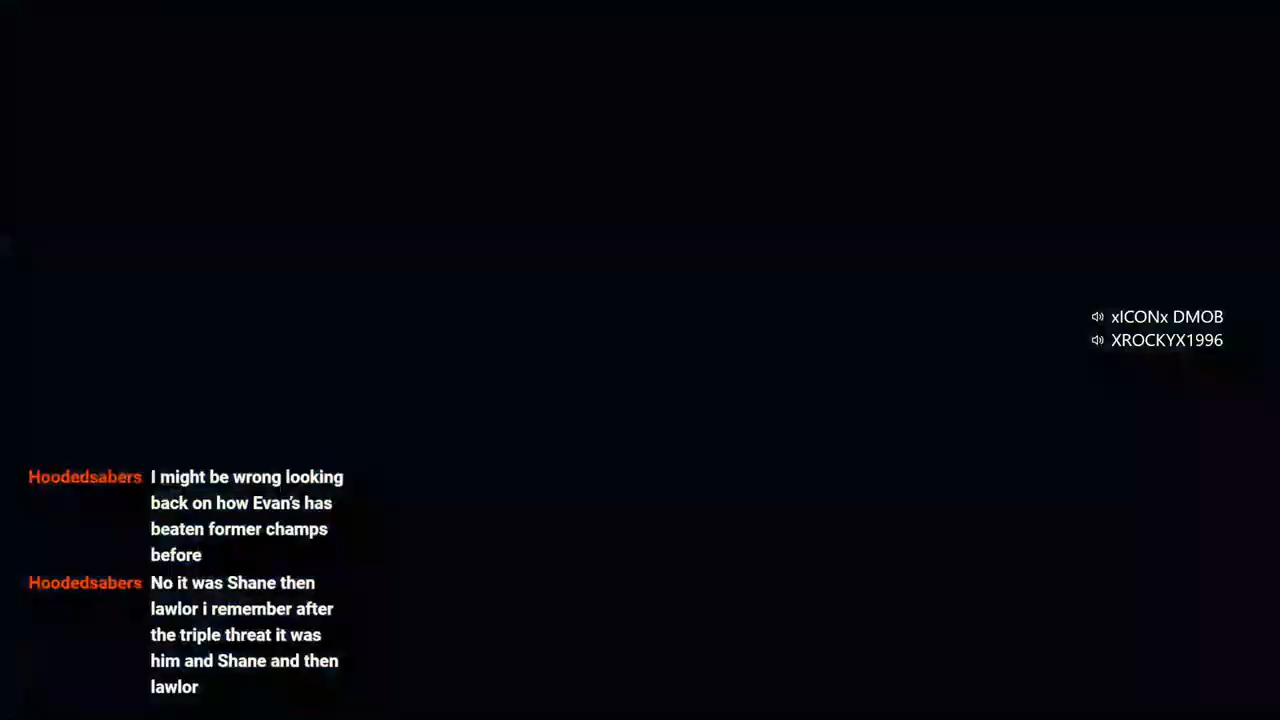 xICONx DMOB
XROCKYX1996
Hoodedsabers I might be wrong looking
back on how Evan's has
beaten former champs
before
Hoodedsabers No it was Shane then
lawlor i remember after
the triple threat it was
him and Shane and then
lawlor